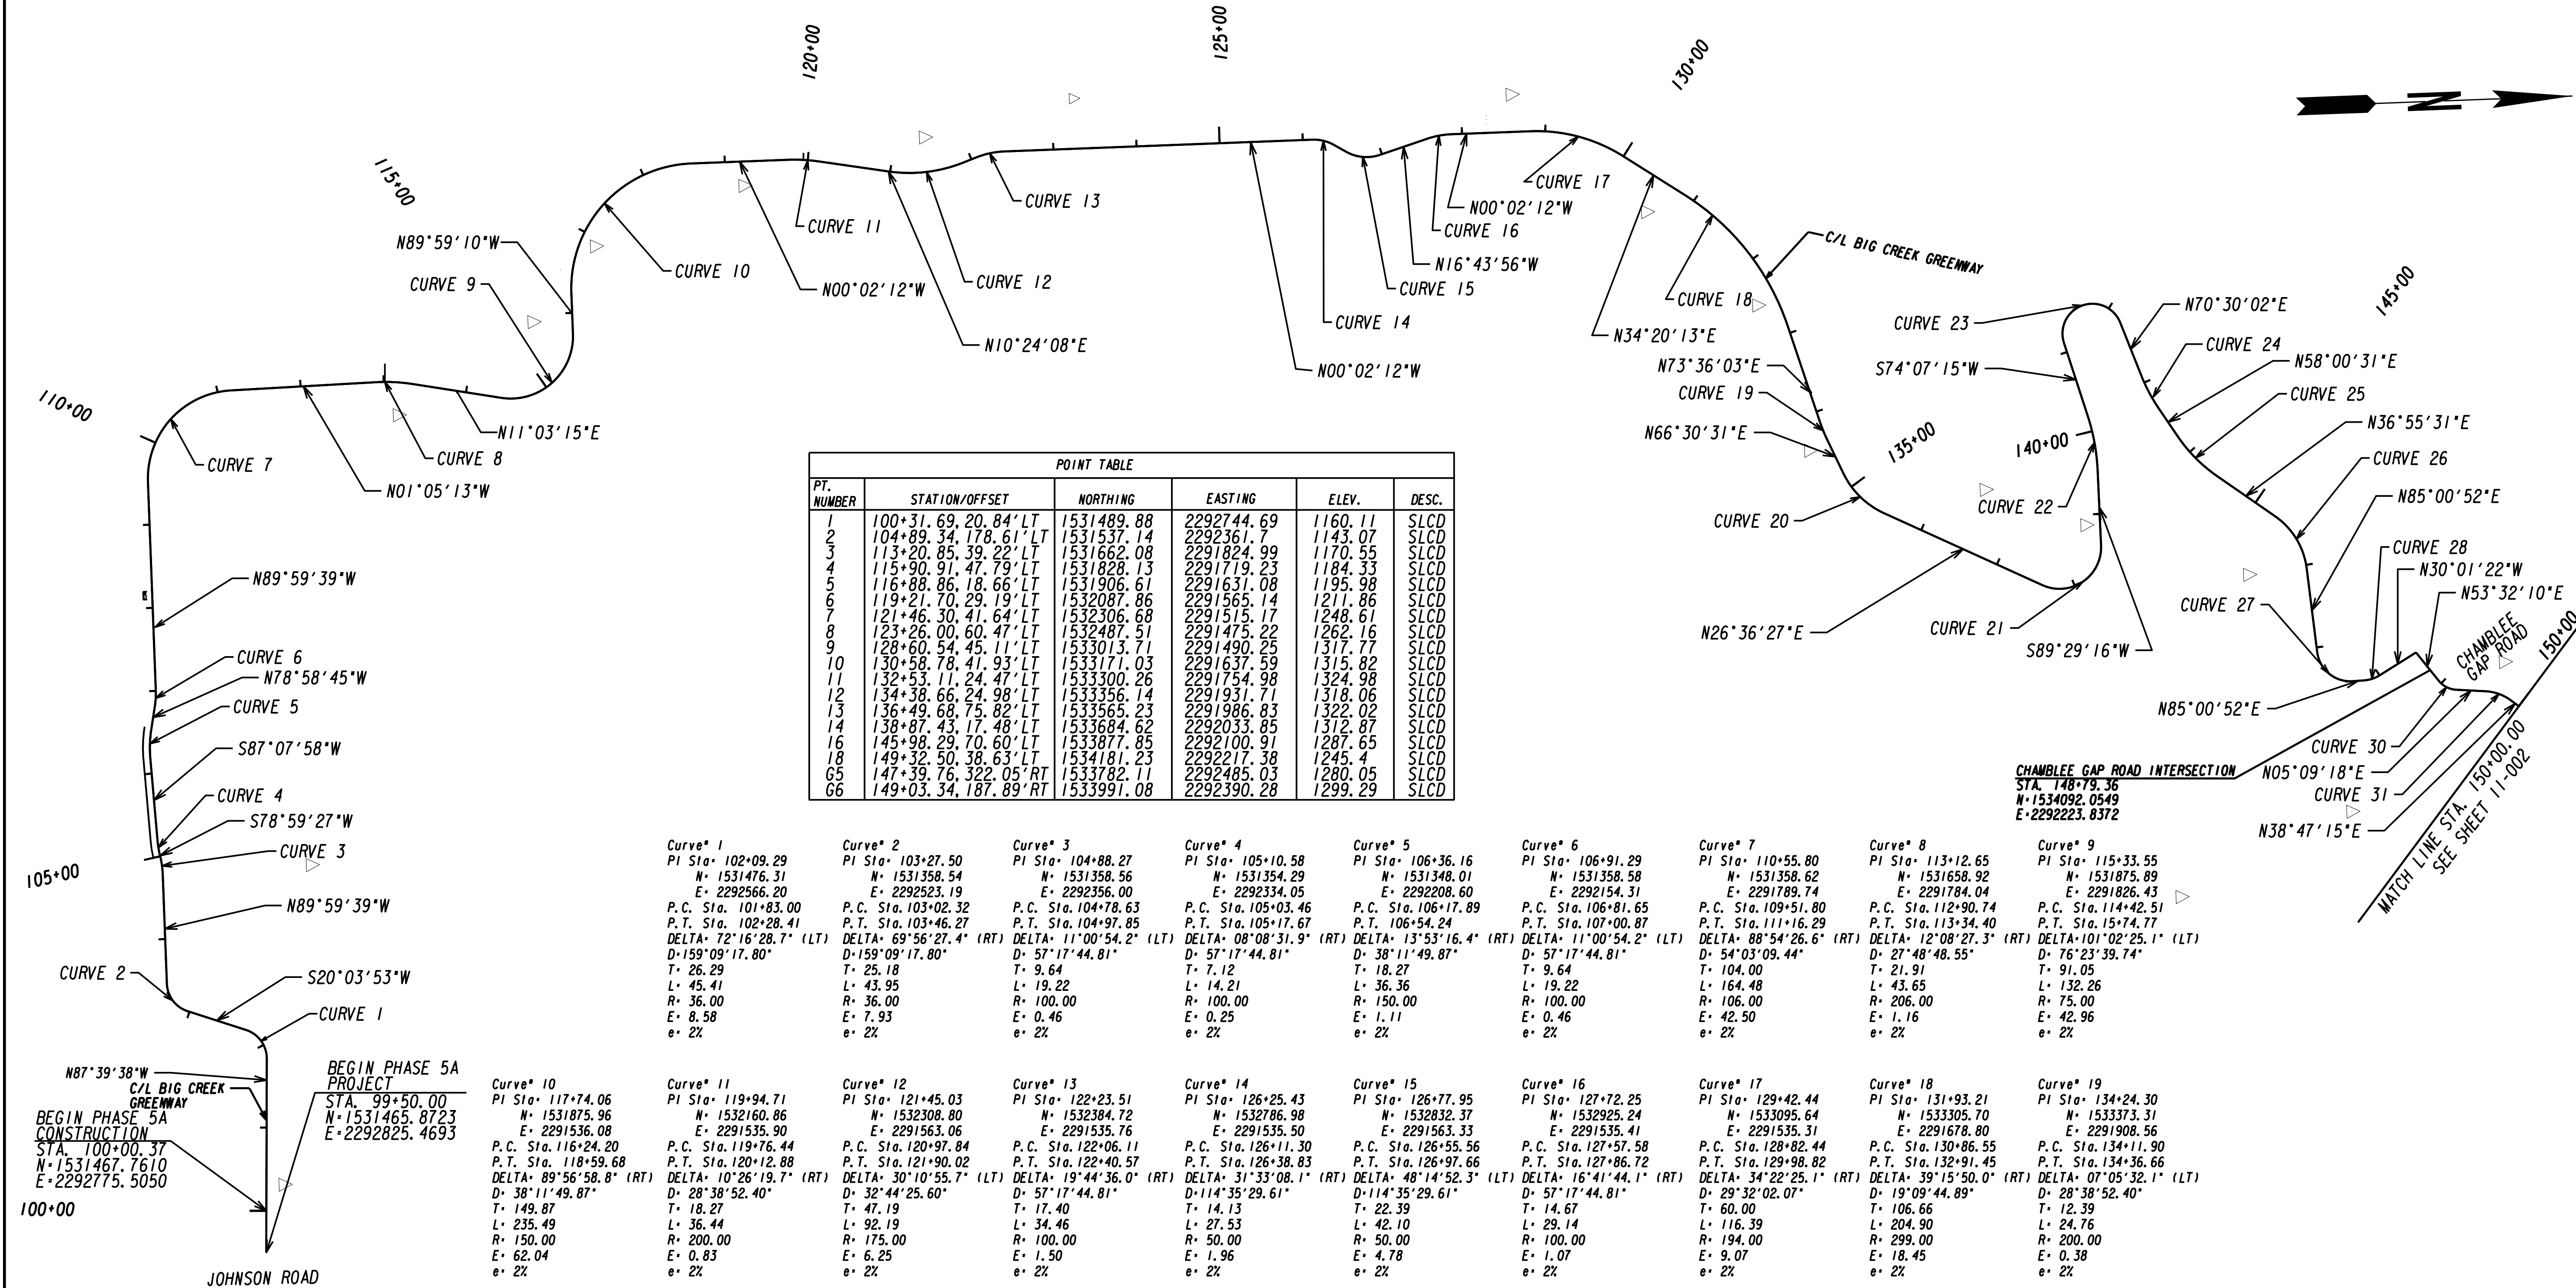 120+00
125+00
130+00
N
115+00
CURVE 17
CURVE 13
N00°02'12"W
CURVE 11
CURVE 16
N89°59'10"W
C/L BIG CREEK GREENWAY
N16°43'56"W
CURVE 10
CURVE 9
CURVE 12
N00°02'12"W
CURVE 15
145+00
CURVE 18
N70°30'02"E
CURVE 14
CURVE 23
N34°20'13"E
N10°24'08"E
CURVE 24
N58°00'31"E
N73°36'03"E
S74°07'15"W
N00°02'12"W
CURVE 19
CURVE 25
110+00
N36°55'31"E
N66°30'31"E
N11°03'15"E
135+00
140+00
CURVE 8
CURVE 26
CURVE 7
N01°05'13"W
N85°00'52"E
CURVE 22
CURVE 20
CURVE 28
N30°01'22"W
N89°59'39"W
N53°32'10"E
CURVE 27
CURVE 21
N26°36'27"E
S89°29'16"W
CHAMBLEE
GAP ROAD
150+00
CURVE 6
N78°58'45"W
CURVE 5
N85°00'52"E
S87°07'58"W
CURVE 30
N05°09'18"E
CURVE 31
N38°47'15"E
MATCH LINE STA. 150+00.00
SEE SHEET 11-002
CHAMBLEE GAP ROAD INTERSECTION
STA. 148+79.36
N=1534092.0549
E=2292223.8372
CURVE 4
S78°59'27"W
CURVE 3
105+00
N89°59'39"W
CURVE 2
S20°03'53"W
CURVE 1
N87°39'38"W
C/L BIG CREEK
GREENWAY
BEGIN PHASE 5A
PROJECT
STA. 99+50.00
N=1531465.8723
E=2292825.4693
BEGIN PHASE 5A
CONSTRUCTION
STA. 100+00.37
N=1531467.7610
E=2292775.5050
100+00
JOHNSON ROAD
POINT TABLE
PT. NUMBER STATION/OFFSET NORTHING EASTING ELEV. DESC.
1 100+31.69, 20.84' LT 1531489.88 2292744.69 1160.11 SLCD
2 104+89.34, 178.61' LT 1531537.14 2292361.7 1143.07 SLCD
3 113+20.85, 39.22' LT 1531662.08 2291824.99 1170.55 SLCD
4 115+90.91, 47.79' LT 1531828.13 2291719.23 1184.33 SLCD
5 116+88.86, 18.66' LT 1531906.61 2291631.08 1195.98 SLCD
6 119+21.70, 29.19' LT 1532087.86 2291565.14 1211.86 SLCD
7 121+46.30, 41.64' LT 1532306.68 2291515.17 1248.61 SLCD
8 123+26.00, 60.47' LT 1532487.51 2291475.22 1262.16 SLCD
9 128+60.54, 45.11' LT 1533013.71 2291490.25 1317.77 SLCD
10 130+58.78, 41.93' LT 1533171.03 2291637.59 1315.82 SLCD
11 132+53.11, 24.47' LT 1533300.26 2291754.98 1324.98 SLCD
12 134+38.66, 24.98' LT 1533356.14 2291931.71 1318.06 SLCD
13 136+49.68, 75.82' LT 1533565.23 2291986.83 1322.02 SLCD
14 138+87.43, 17.48' LT 1533684.62 2292033.85 1312.87 SLCD
16 145+98.29, 70.60' LT 1533877.85 2292100.91 1287.65 SLCD
18 149+32.50, 38.63' LT 1534181.23 2292217.38 1245.4 SLCD
G5 147+39.76, 322.05' RT 1533782.11 2292485.03 1280.05 SLCD
G6 149+03.34, 187.89' RT 1533991.08 2292390.28 1299.29 SLCD
Curve# 1
PI Sta= 102+09.29
N= 1531476.31
E= 2292566.20
P.C. Sta. 101+83.00
P.T. Sta. 102+28.41
DELTA= 72°16'28.7" (LT)
D=159°09'17.80"
T= 26.29
L= 45.41
R= 36.00
E= 8.58
e= 2%
Curve# 2
PI Sta= 103+27.50
N= 1531358.54
E= 2292523.19
P.C. Sta. 103+02.32
P.T. Sta. 103+46.27
DELTA= 69°56'27.4" (RT)
D=159°09'17.80"
T= 25.18
L= 43.95
R= 36.00
E= 7.93
e= 2%
Curve# 3
PI Sta= 104+88.27
N= 1531358.56
E= 2292356.00
P.C. Sta. 104+78.63
P.T. Sta. 104+97.85
DELTA= 11°00'54.2" (LT)
D= 57°17'44.81"
T= 9.64
L= 19.22
R= 100.00
E= 0.46
e= 2%
Curve# 4
PI Sta= 105+10.58
N= 1531354.29
E= 2292334.05
P.C. Sta. 105+03.46
P.T. Sta. 105+17.67
DELTA= 08°08'31.9" (RT)
D= 57°17'44.81"
T= 7.12
L= 14.21
R= 100.00
E= 0.25
e= 2%
Curve# 5
PI Sta= 106+36.16
N= 1531348.01
E= 2292208.60
P.C. Sta. 106+17.89
P.T. 106+54.24
DELTA= 13°53'16.4" (RT)
D= 38°11'49.87"
T= 18.27
L= 36.36
R= 150.00
E= 1.11
e= 2%
Curve# 6
PI Sta= 106+91.29
N= 1531358.58
E= 2292154.31
P.C. Sta. 106+81.65
P.T. Sta. 107+00.87
DELTA= 11°00'54.2" (LT)
D= 57°17'44.81"
T= 9.64
L= 19.22
R= 100.00
E= 0.46
e= 2%
Curve# 7
PI Sta= 110+55.80
N= 1531358.62
E= 2291789.74
P.C. Sta. 109+51.80
P.T. Sta. 111+16.29
DELTA= 88°54'26.6" (RT)
D= 54°03'09.44"
T= 104.00
L= 164.48
R= 106.00
E= 42.50
e= 2%
Curve# 8
PI Sta= 113+12.65
N= 1531658.92
E= 2291784.04
P.C. Sta. 112+90.74
P.T. Sta. 113+34.40
DELTA= 12°08'27.3" (RT)
D= 27°48'48.55"
T= 21.91
L= 43.65
R= 206.00
E= 1.16
e= 2%
Curve# 9
PI Sta= 115+33.55
N= 1531875.89
E= 2291826.43
P.C. Sta. 114+42.51
P.T. Sta. 15+74.77
DELTA=101°02'25.1" (LT)
D= 76°23'39.74"
T= 91.05
L= 132.26
R= 75.00
E= 42.96
e= 2%
Curve# 10
PI Sta= 117+74.06
N= 1531875.96
E= 2291536.08
P.C. Sta. 116+24.20
P.T. Sta. 118+59.68
DELTA= 89°56'58.8" (RT)
D= 38°11'49.87"
T= 149.87
L= 235.49
R= 150.00
E= 62.04
e= 2%
Curve# 11
PI Sta= 119+94.71
N= 1532160.86
E= 2291535.90
P.C. Sta. 119+76.44
P.T. Sta. 120+12.88
DELTA= 10°26'19.7" (RT)
D= 28°38'52.40"
T= 18.27
L= 36.44
R= 200.00
E= 0.83
e= 2%
Curve# 12
PI Sta= 121+45.03
N= 1532308.80
E= 2291563.06
P.C. Sta. 120+97.84
P.T. Sta. 121+90.02
DELTA= 30°10'55.7" (LT)
D= 32°44'25.60"
T= 47.19
L= 92.19
R= 175.00
E= 6.25
e= 2%
Curve# 13
PI Sta= 122+23.51
N= 1532384.72
E= 2291535.76
P.C. Sta. 122+06.11
P.T. Sta. 122+40.57
DELTA= 19°44'36.0" (RT)
D= 57°17'44.81"
T= 17.40
L= 34.46
R= 100.00
E= 1.50
e= 2%
Curve# 14
PI Sta= 126+25.43
N= 1532786.98
E= 2291535.50
P.C. Sta. 126+11.30
P.T. Sta. 126+38.83
DELTA= 31°33'08.1" (RT)
D=114°35'29.61"
T= 14.13
L= 27.53
R= 50.00
E= 1.96
e= 2%
Curve# 15
PI Sta= 126+77.95
N= 1532832.37
E= 2291563.33
P.C. Sta. 126+55.56
P.T. Sta. 126+97.66
DELTA= 48°14'52.3" (LT)
D=114°35'29.61"
T= 22.39
L= 42.10
R= 50.00
E= 4.78
e= 2%
Curve# 16
PI Sta= 127+72.25
N= 1532925.24
E= 2291535.41
P.C. Sta. 127+57.58
P.T. Sta. 127+86.72
DELTA= 16°41'44.1" (RT)
D= 57°17'44.81"
T= 14.67
L= 29.14
R= 100.00
E= 1.07
e= 2%
Curve# 17
PI Sta= 129+42.44
N= 1533095.64
E= 2291535.31
P.C. Sta. 128+82.44
P.T. Sta. 129+98.82
DELTA= 34°22'25.1" (RT)
D= 29°32'02.07"
T= 60.00
L= 116.39
R= 194.00
E= 9.07
e= 2%
Curve# 18
PI Sta= 131+93.21
N= 1533305.70
E= 2291678.80
P.C. Sta. 130+86.55
P.T. Sta. 132+91.45
DELTA= 39°15'50.0" (RT)
D= 19°09'44.89"
T= 106.66
L= 204.90
R= 299.00
E= 18.45
e= 2%
Curve# 19
PI Sta= 134+24.30
N= 1533373.31
E= 2291908.56
P.C. Sta. 134+11.90
P.T. Sta. 134+36.66
DELTA= 07°05'32.1" (LT)
D= 28°38'52.40"
T= 12.39
L= 24.76
R= 200.00
E= 0.38
e= 2%